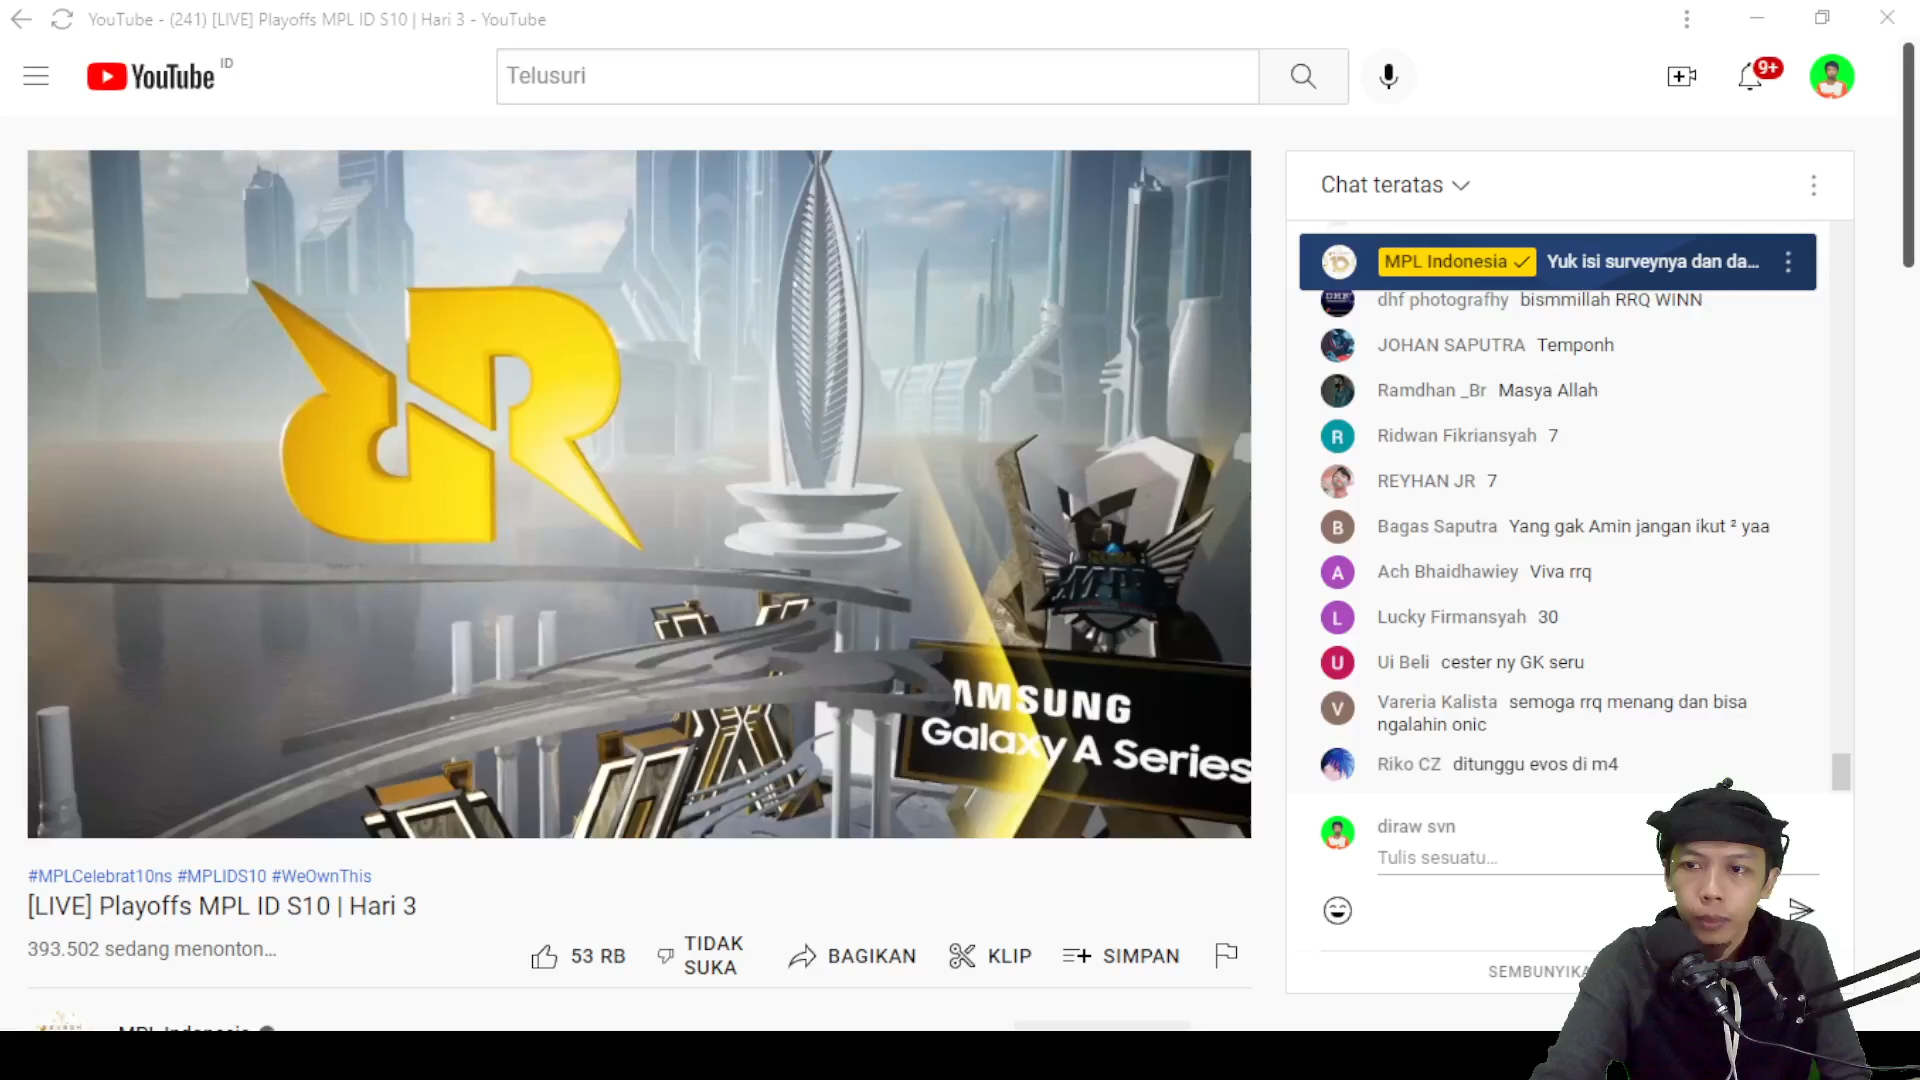 YouTube - (241) [LIVE] Playoffs MPL ID S10 | Hari 3 - YouTube
YouTube ID
Telusuri
9+
AMSUNG
Galaxy A Series
Chat teratas
MPL Indonesia Yuk isi surveynya dan da...
dhf photografhy bismmillah RRQ WINN
JOHAN SAPUTRA Temponh
Ramdhan _Br Masya Allah
R Ridwan Fikriansyah 7
REYHAN JR 7
B Bagas Saputra Yang gak Amin jangan ikut ² yaa
A Ach Bhaidhawiey Viva rrq
L Lucky Firmansyah 30
U Ui Beli cester ny GK seru
V Vareria Kalista semoga rrq menang dan bisa
ngalahin onic
Riko CZ ditunggu evos di m4
diraw svn
Tulis sesuatu...
SEMBUNYIKA
#MPLCelebrat10ns #MPLIDS10 #WeOwnThis
[LIVE] Playoffs MPL ID S10 | Hari 3
393.502 sedang menonton...
53 RB
TIDAK
SUKA
BAGIKAN
KLIP
SIMPAN
MPL Indonesia